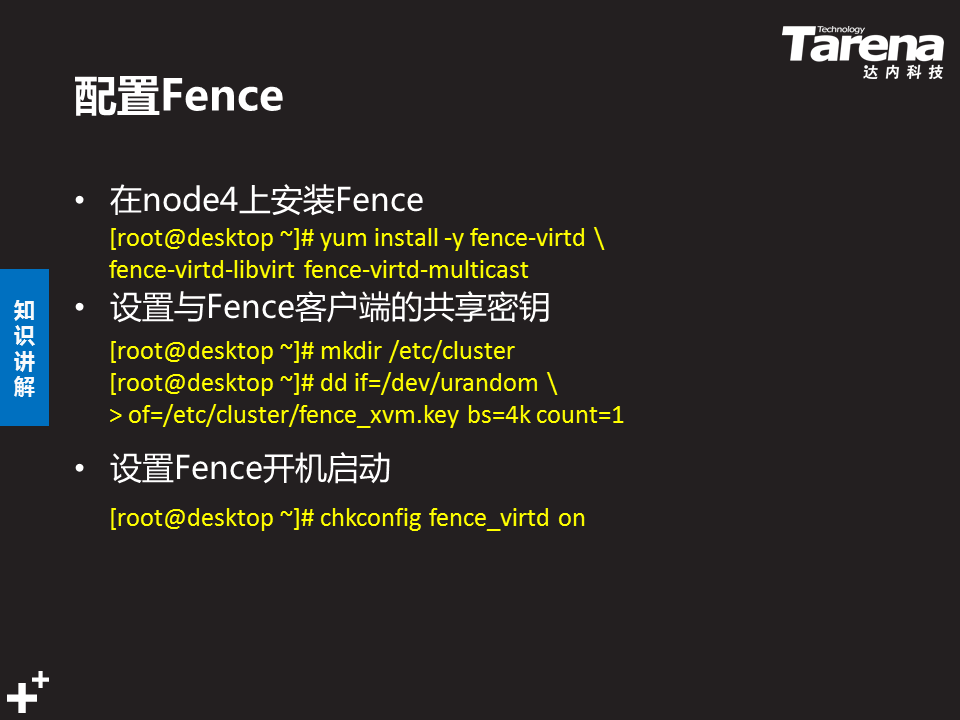 Technology
Tarena
达内科技
配置Fence
• 在node4上安装Fence
[root@desktop ~]# yum install -y fence-virtd \
fence-virtd-libvirt fence-virtd-multicast
• 设置与Fence客户端的共享密钥
[root@desktop ~]# mkdir /etc/cluster
[root@desktop ~]# dd if=/dev/urandom \
> of=/etc/cluster/fence_xvm.key bs=4k count=1
• 设置Fence开机启动
[root@desktop ~]# chkconfig fence_virtd on
知识讲解